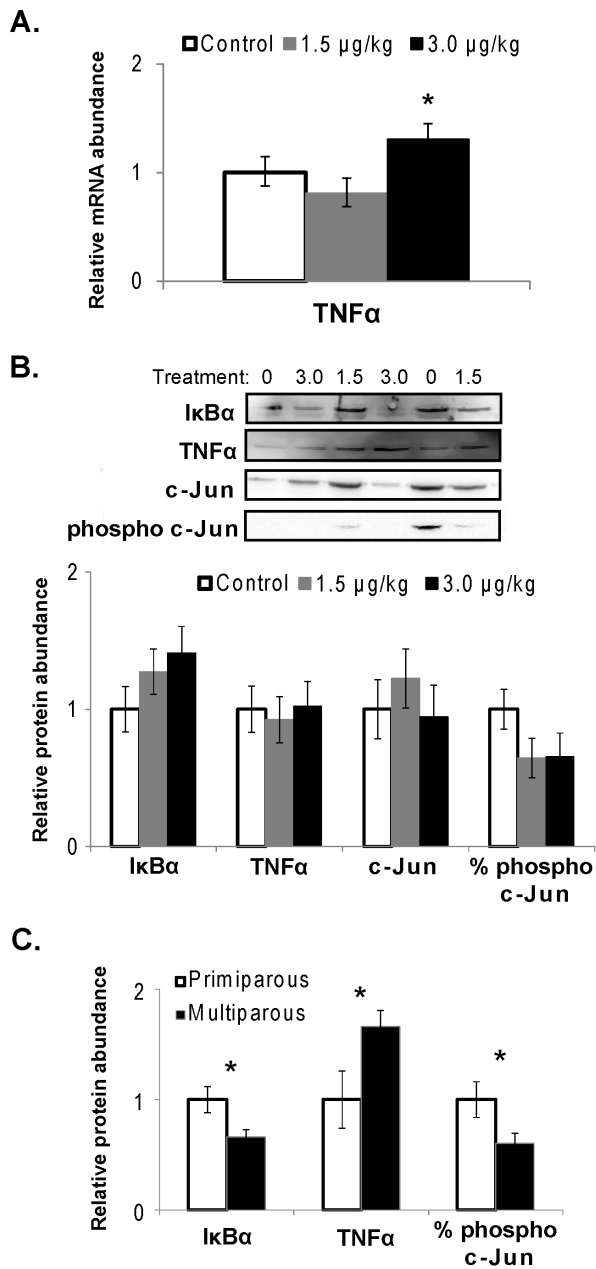 A.
Control 1.5 µg/kg 3.0 µg/kg
Relative mRNA abundance
2
1
0
*
TNFα
B.
Treatment: 0 3.0 1.5 3.0 0 1.5
IκBα
TNFα
c-Jun
phospho c-Jun
Control 1.5 µg/kg 3.0 µg/kg
Relative protein abundance
2
1
0
IκBα TNFα c-Jun % phospho
c-Jun
C.
Primiparous
Multiparous
Relative protein abundance
2
1
0
* * *
IκBα TNFα % phospho
c-Jun